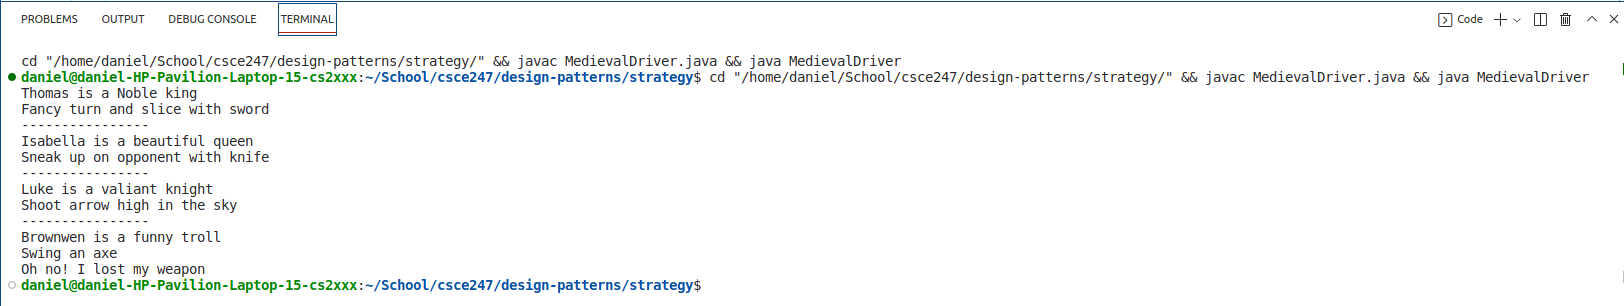 PROBLEMS OUTPUT DEBUG CONSOLE TERMINAL Code
cd "/home/daniel/School/csce247/design-patterns/strategy/" && javac MedievalDriver.java && java MedievalDriver
daniel@daniel-HP-Pavilion-Laptop-15-cs2xxx:~/School/csce247/design-patterns/strategy$ cd "/home/daniel/School/csce247/design-patterns/strategy/" && javac MedievalDriver.java && java MedievalDriver
Thomas is a Noble king
Fancy turn and slice with sword
----------------
Isabella is a beautiful queen
Sneak up on opponent with knife
----------------
Luke is a valiant knight
Shoot arrow high in the sky
----------------
Brownwen is a funny troll
Swing an axe
Oh no! I lost my weapon
daniel@daniel-HP-Pavilion-Laptop-15-cs2xxx:~/School/csce247/design-patterns/strategy$